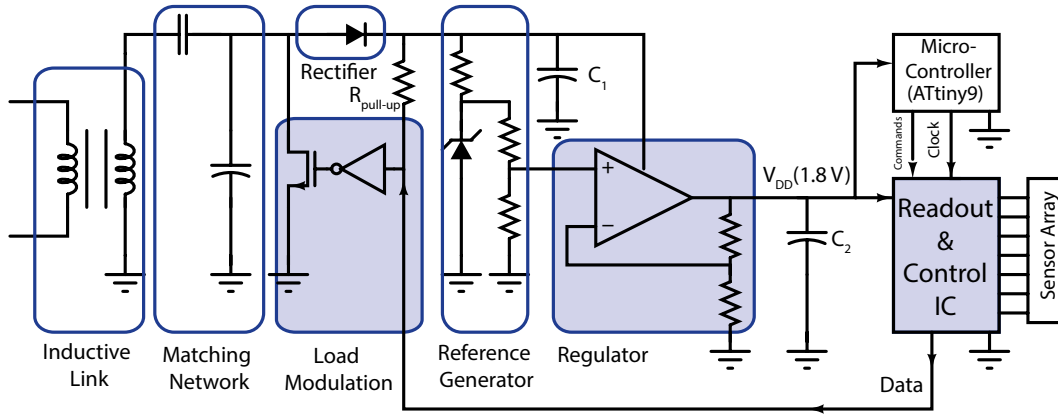 Rectifier
R pull-up
C1
Micro-
Controller
(ATtiny9)
Commands
Clock
+
−
VDD (1.8 V)
C2
Readout
&
Control
IC
Sensor Array
Inductive
Link
Matching
Network
Load
Modulation
Reference
Generator
Regulator
Data